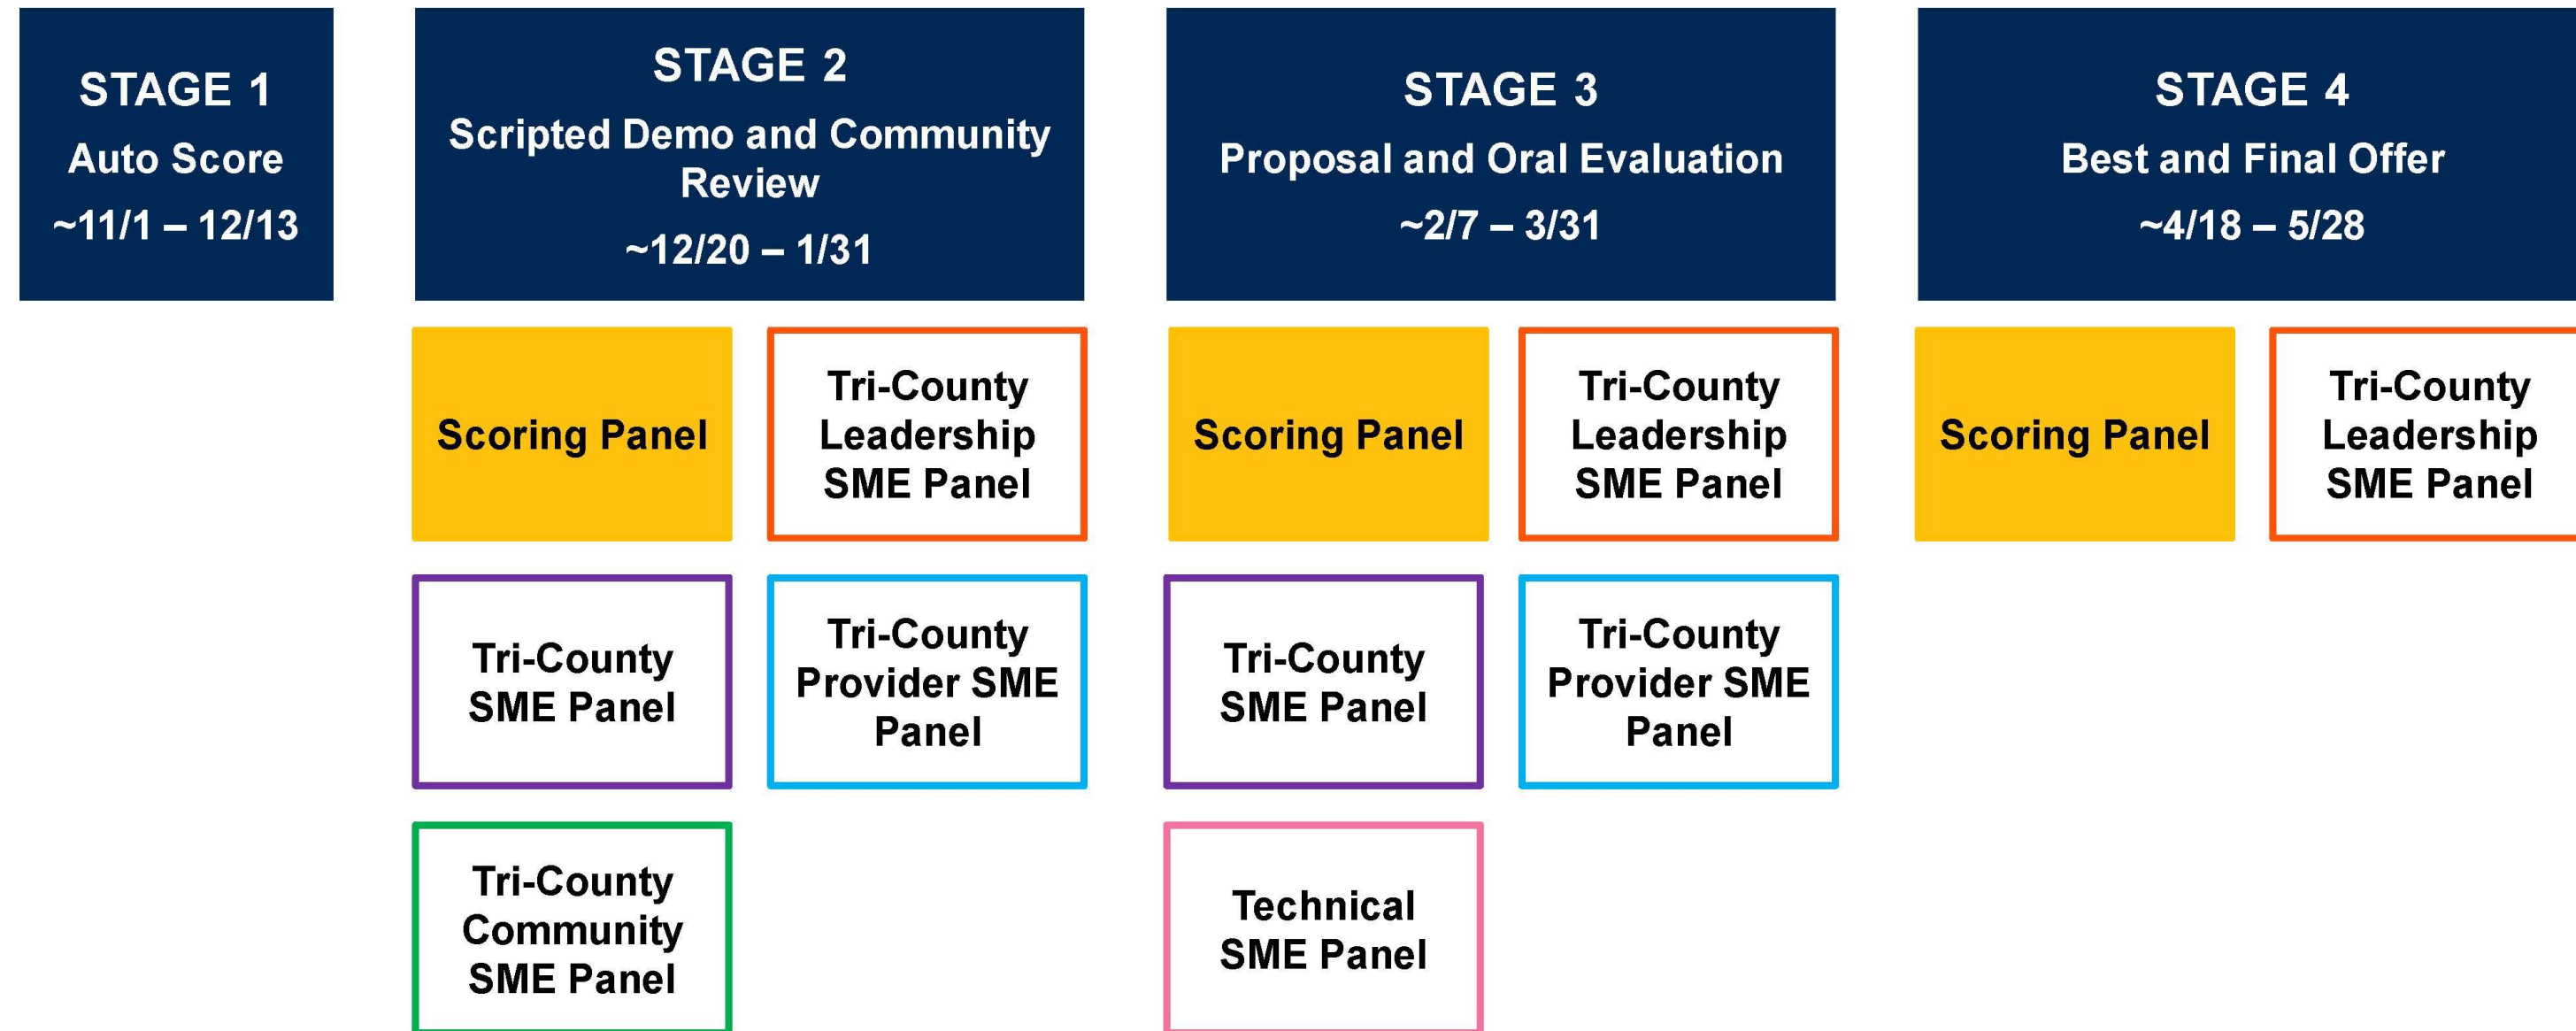 STAGE 1
Auto Score
~11/1 – 12/13
STAGE 2
Scripted Demo and Community
Review
~12/20 – 1/31
STAGE 3
Proposal and Oral Evaluation
~2/7 – 3/31
STAGE 4
Best and Final Offer
~4/18 – 5/28
Scoring Panel
Tri-County
Leadership
SME Panel
Tri-County
SME Panel
Tri-County
Provider SME
Panel
Tri-County
Community
SME Panel
Scoring Panel
Tri-County
Leadership
SME Panel
Tri-County
SME Panel
Tri-County
Provider SME
Panel
Technical
SME Panel
Scoring Panel
Tri-County
Leadership
SME Panel